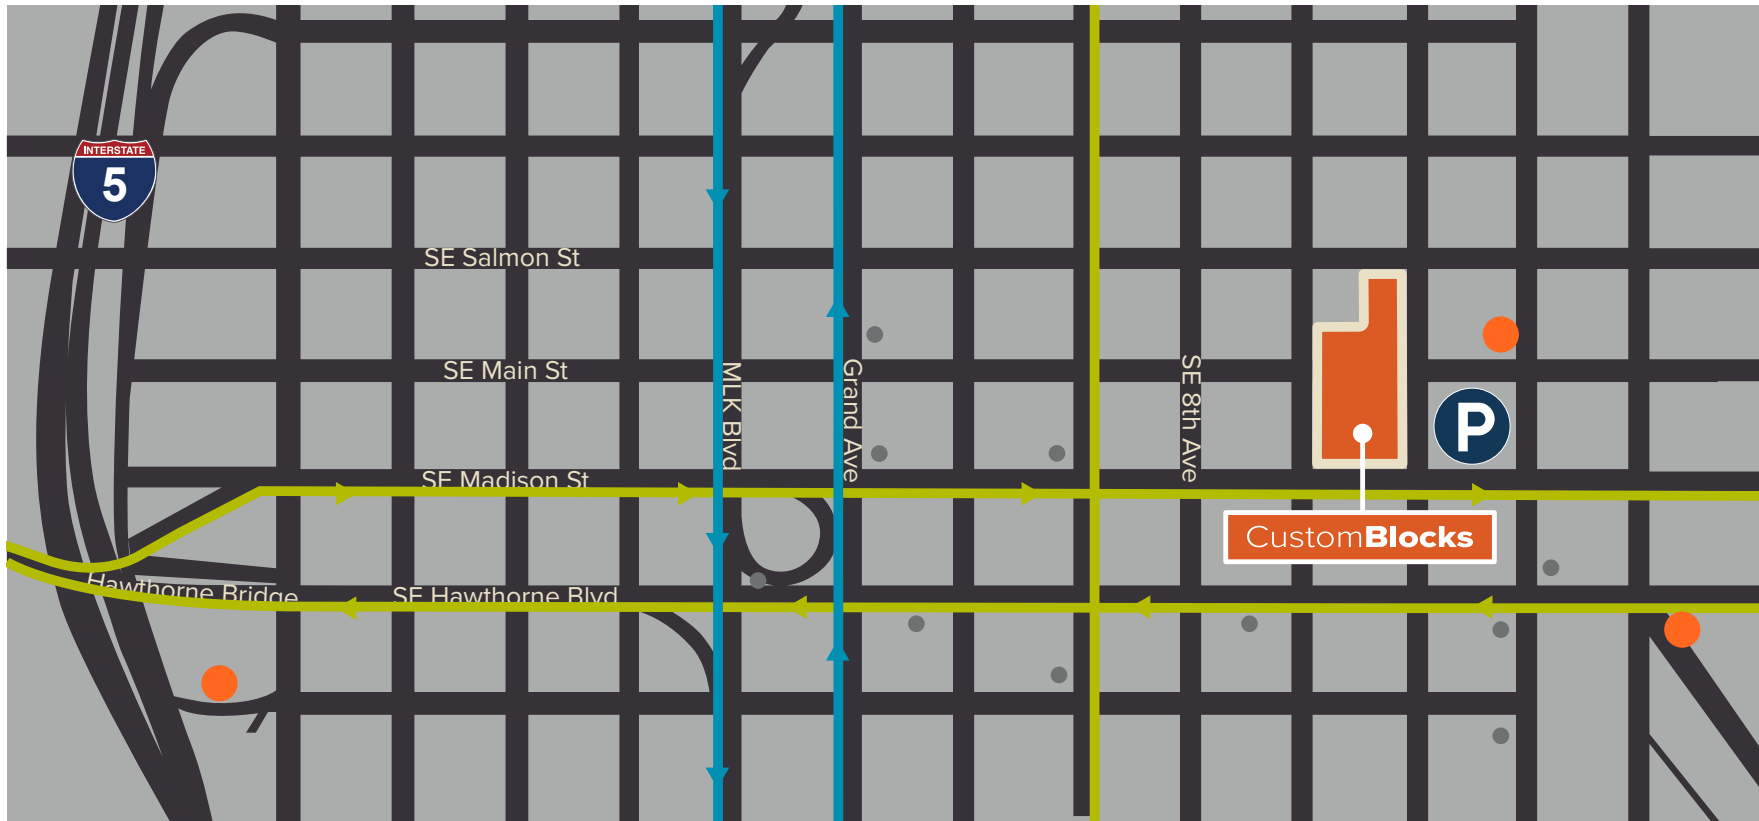 INTERSTATE
5
SE Salmon St
SE Main St
MLK Blvd
Grand Ave
SE 8th Ave
P
SE Madison St
CustomBlocks
Hawthorne Bridge
SE Hawthorne Blvd